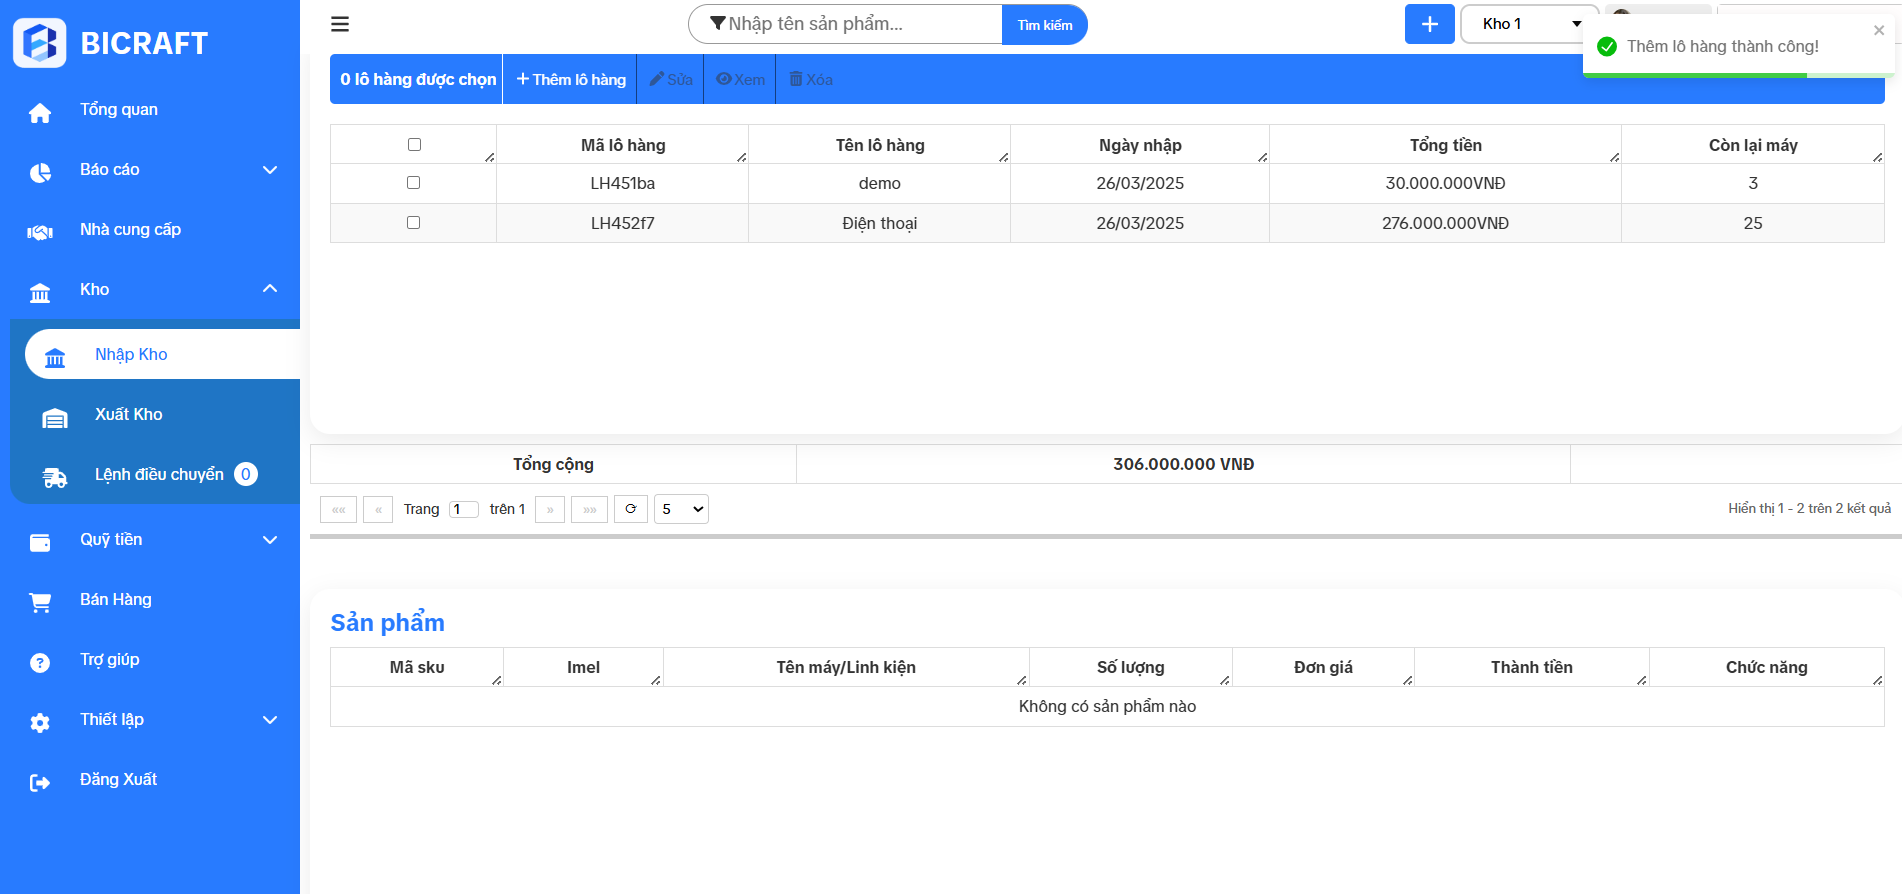 BICRAFT
Tổng quan
Báo cáo
Nhà cung cấp
Kho
Nhập Kho
Xuất Kho
Lệnh điều chuyển 0
Quỹ tiền
Bán Hàng
Trợ giúp
Thiết lập
Đăng Xuất
Nhập tên sản phẩm... Tìm kiếm + Kho 1
Thêm lô hàng thành công!
0 lô hàng được chọn + Thêm lô hàng Sửa Xem Xóa
Mã lô hàng Tên lô hàng Ngày nhập Tổng tiền Còn lại máy
LH451ba demo 26/03/2025 30.000.000VNĐ 3
LH452f7 Điện thoại 26/03/2025 276.000.000VNĐ 25
Tổng cộng 306.000.000 VNĐ
«« « Trang 1 trên 1 » »» 5 Hiển thị 1 - 2 trên 2 kết quả
Sản phẩm
Mã sku Imel Tên máy/Linh kiện Số lượng Đơn giá Thành tiền Chức năng
Không có sản phẩm nào